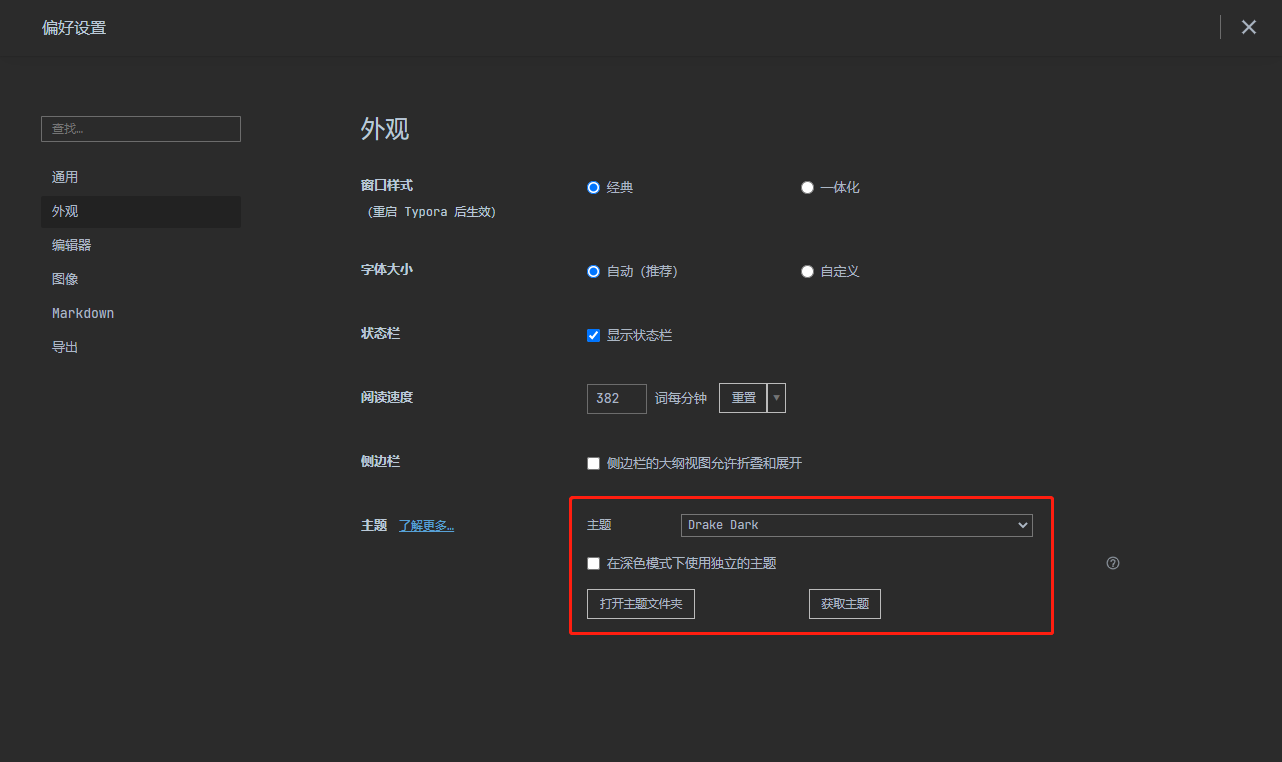 偏好设置
查找…
通用
外观
编辑器
图像
Markdown
导出
外观
窗口样式
（重启 Typora 后生效）
经典
一体化
字体大小
自动（推荐）
自定义
状态栏
显示状态栏
阅读速度
382 词每分钟 重置
侧边栏
侧边栏的大纲视图允许折叠和展开
主题 了解更多…
主题 Drake Dark
在深色模式下使用独立的主题
打开主题文件夹 获取主题